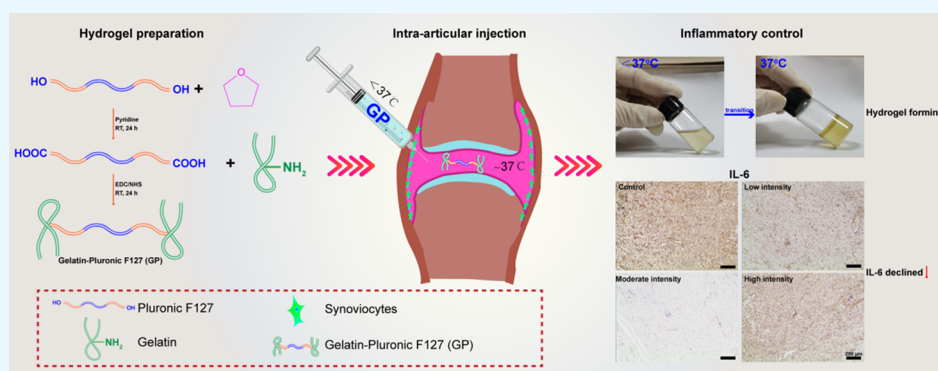 Hydrogel preparation
HO
OH
+
O
Pyridine
RT, 24 h
HOOC
COOH
+
NH2
EDC/NHS
RT, 24 h
Gelatin-Pluronic F127 (GP)
Intra-articular injection
<37℃
GP
~37℃
Inflammatory control
<37°C
37°C
transition
Hydrogel formin
IL-6
Control
Low intensity
Moderate intensity
High intensity
200 μm
IL-6 declined
HO
OH
Pluronic F127
Synoviocytes
NH2
Gelatin
Gelatin-Pluronic F127 (GP)